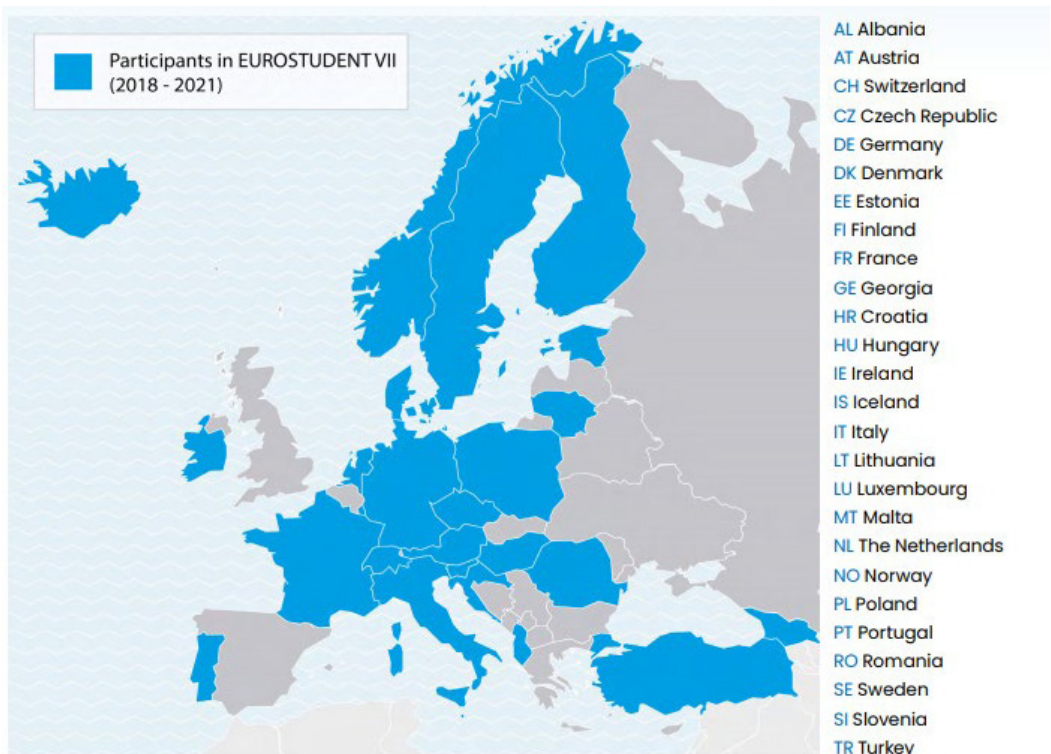 Participants in EUROSTUDENT VII
(2018 - 2021)
AL Albania
AT Austria
CH Switzerland
CZ Czech Republic
DE Germany
DK Denmark
EE Estonia
FI Finland
FR France
GE Georgia
HR Croatia
HU Hungary
IE Ireland
IS Iceland
IT Italy
LT Lithuania
LU Luxembourg
MT Malta
NL The Netherlands
NO Norway
PL Poland
PT Portugal
RO Romania
SE Sweden
SI Slovenia
TR Turkey